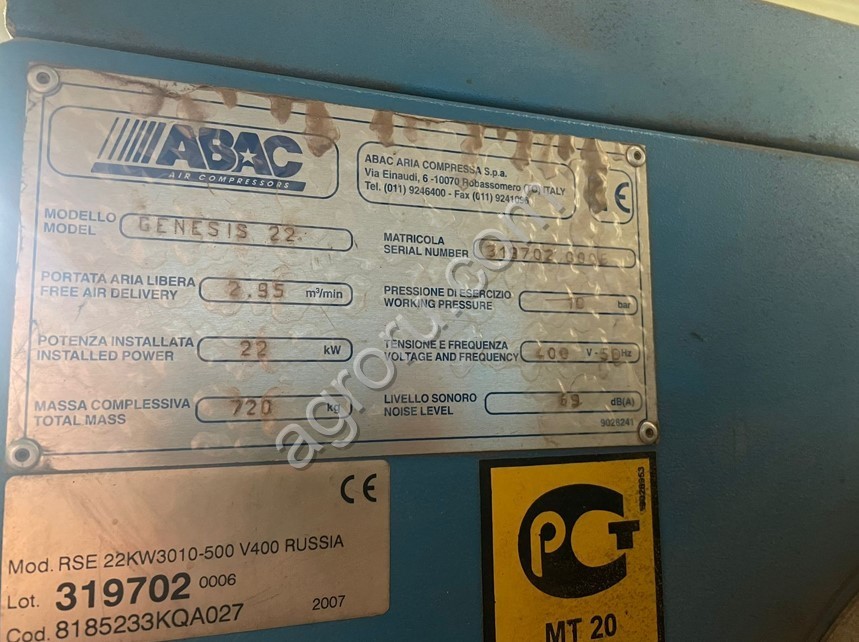 ABAC
AIR COMPRESSORS
ABAC ARIA COMPRESSA S.p.a.
Via Einaudi, 6 -10070 Robassomero (TO) ITALY
Tel. (011) 9246400 - Fax (011)
CE
MODELLO
MODEL
GENESIS 22
MATRICOLA
SERIAL NUMBER
319702
PORTATA ARIA LIBERA
FREE AIR DELIVERY
2.95 m³/min
PRESSIONE DI ESERCIZIO
WORKING PRESSURE
10 bar
POTENZA INSTALLATA
INSTALLED POWER
22 kW
TENSIONE E FREQUENZA
VOLTAGE AND FREQUENCY
400 V - 50 Hz
MASSA COMPLESSIVA
TOTAL MASS
720 kg
LIVELLO SONORO
NOISE LEVEL
69 dB(A)
9028241
agroru.com
CE
Mod. RSE 22KW3010-500 V400 RUSSIA
Lot. 319702 0006
2007
Cod. 8185233KQA027
РСТ
МТ 20